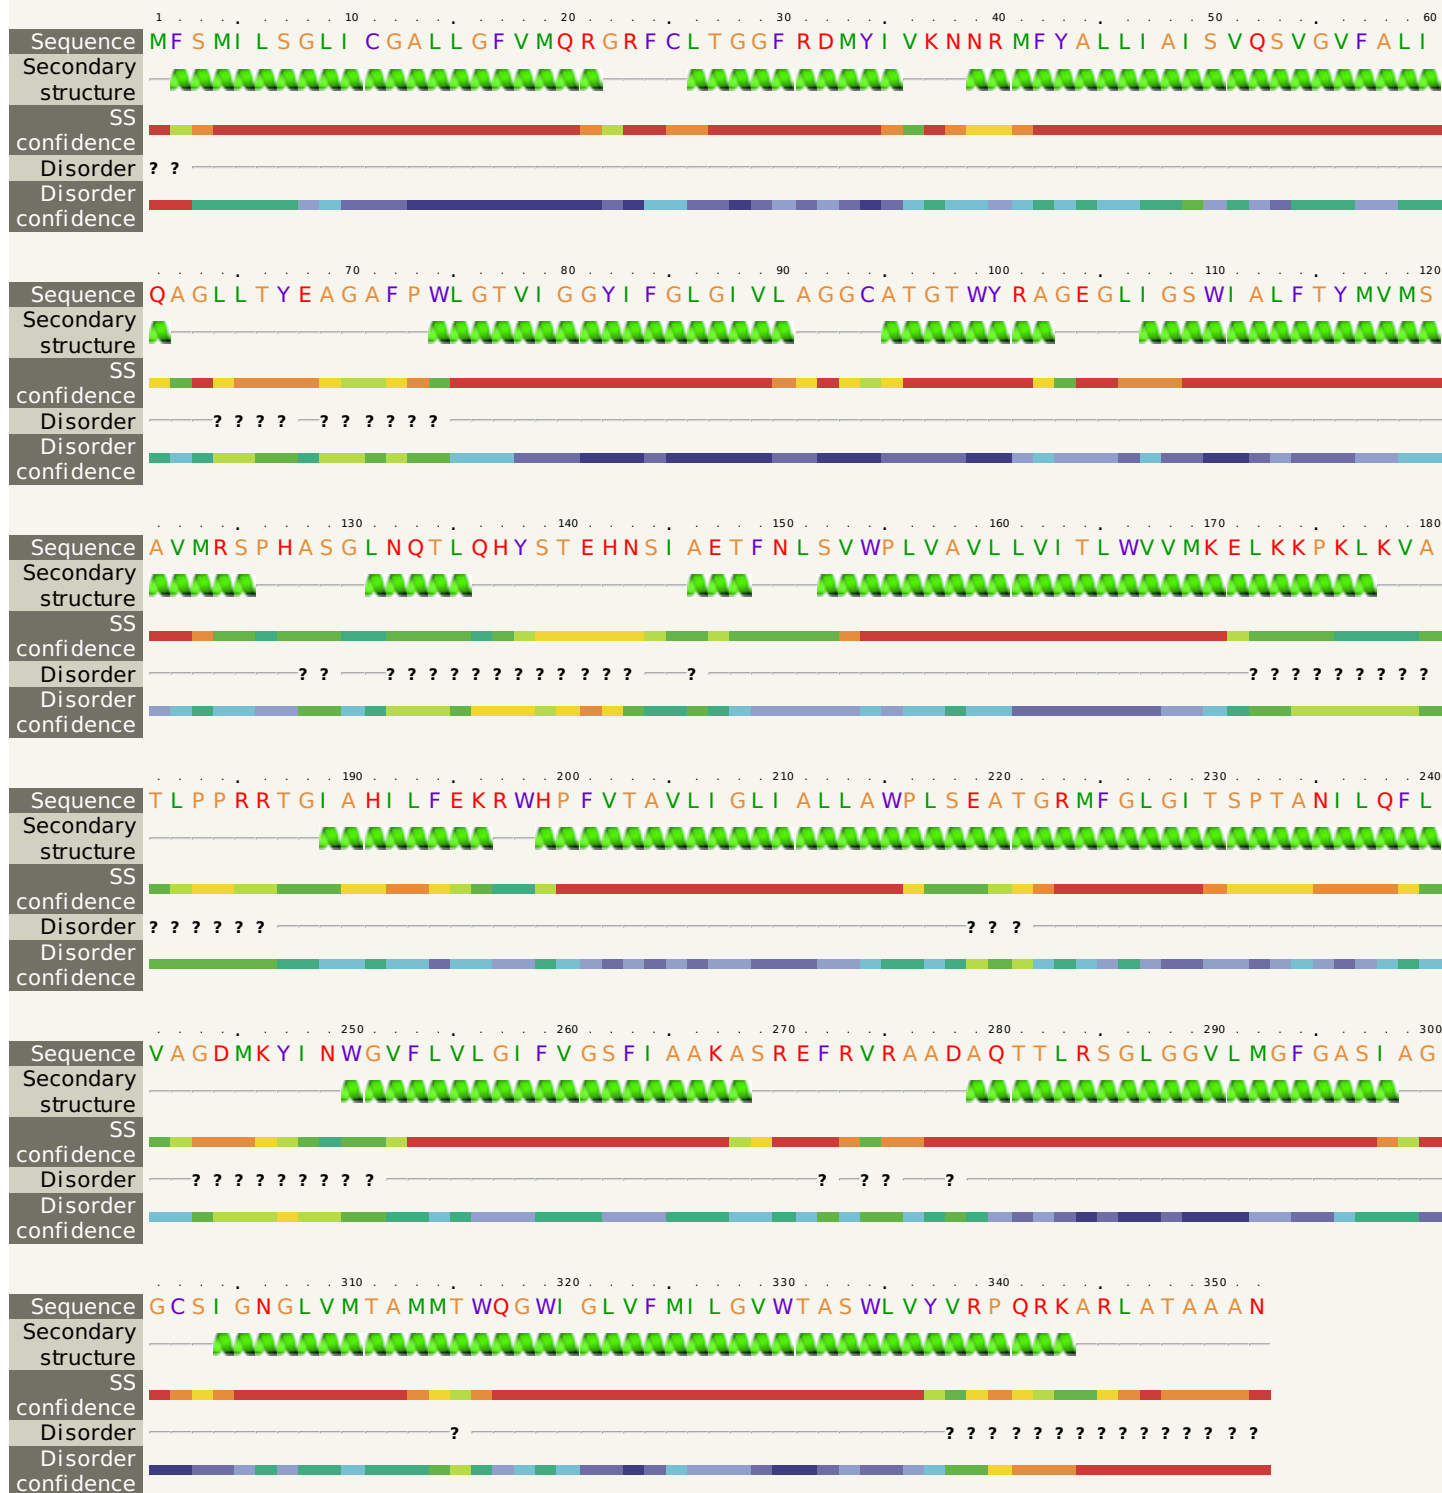 1 . . . . . . . . 10 . . . . . . . . . 20 . . . . . . . . . 30 . . . . . . . . . 40 . . . . . . . . . 50 . . . . . . . . . 60
Sequence MFSMILSGLICGALLGFVMQRGRFCLTGGFRDMYIVKNNRMFYALLIAISVQSVGVFALI
Secondary
structure
SS
confidence
Disorder ? ?
Disorder
confidence
. . . . . . . . . 70 . . . . . . . . . 80 . . . . . . . . . 90 . . . . . . . . . 100 . . . . . . . . . 110 . . . . . . . . . 120
Sequence QAGLLTYEAGAFPWLGTVIGGYIFGLGIVLAGGCATGTWYRAGEGLIGSWIALFTYMVMS
Secondary
structure
SS
confidence
Disorder ? ? ? ? ? ? ? ? ? ?
Disorder
confidence
. . . . . . . . . 130 . . . . . . . . . 140 . . . . . . . . . 150 . . . . . . . . . 160 . . . . . . . . . 170 . . . . . . . . . 180
Sequence AVMRSPHASGLNQTLQHYSTEHNSIAETFNLSVWPLVAVLLVITLWVVMKELKKPKLKVA
Secondary
structure
SS
confidence
Disorder ? ? ? ? ? ? ? ? ? ? ? ? ? ? ? ? ? ? ? ? ? ? ? ?
Disorder
confidence
. . . . . . . . . 190 . . . . . . . . . 200 . . . . . . . . . 210 . . . . . . . . . 220 . . . . . . . . . 230 . . . . . . . . . 240
Sequence TLPPRRTGIAHILFEKRWHPFVTAVLIGLIALLAWPLSEATGRMFGLGITSPTANILQFL
Secondary
structure
SS
confidence
Disorder ? ? ? ? ? ? ? ? ?
Disorder
confidence
. . . . . . . . . 250 . . . . . . . . . 260 . . . . . . . . . 270 . . . . . . . . . 280 . . . . . . . . . 290 . . . . . . . . . 300
Sequence VAGDMKYINWGVFLVLGIFVGSFIAAKASREFRVRAADAQTTLRSGLGGVLMGFGASIAG
Secondary
structure
SS
confidence
Disorder ? ? ? ? ? ? ? ? ? ? ? ? ?
Disorder
confidence
. . . . . . . . . 310 . . . . . . . . . 320 . . . . . . . . . 330 . . . . . . . . . 340 . . . . . . . . . 350 . .
Sequence GCSIGNGLVMTAMMTWQGWIGLVFMILGVWTASWLVYVRPQRKARLATAAAN
Secondary
structure
SS
confidence
Disorder ? ? ? ? ? ? ? ? ? ? ? ? ? ? ? ?
Disorder
confidence